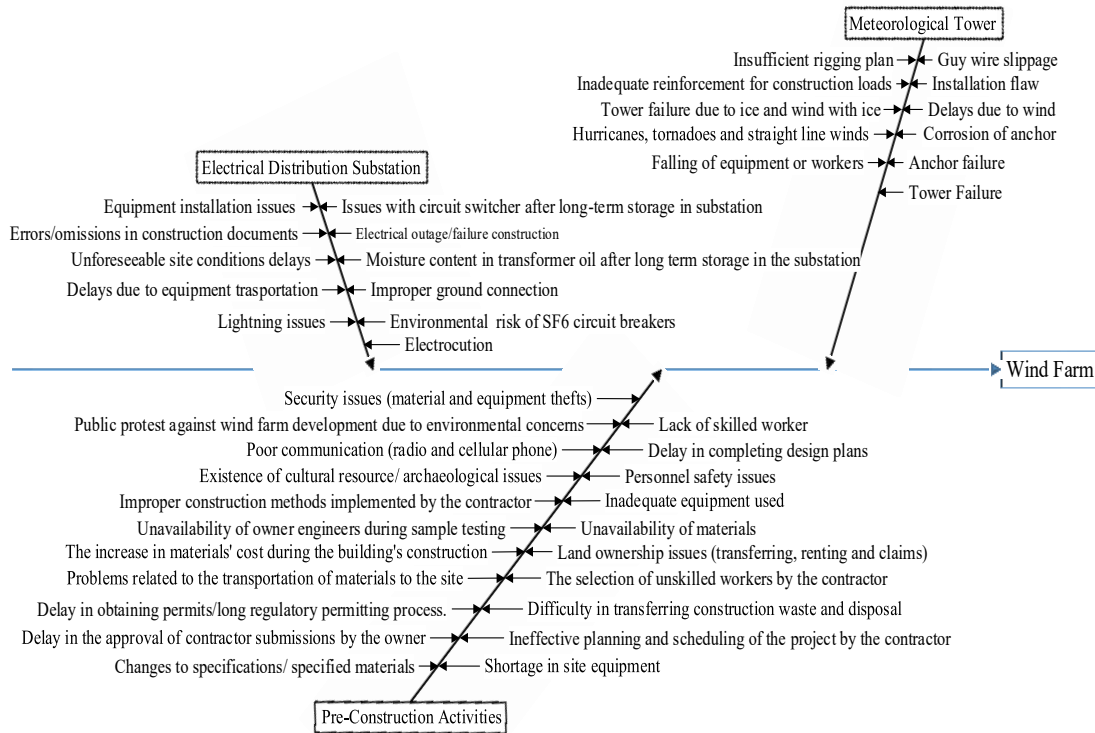 Meteorological Tower
Insufficient rigging plan
Guy wire slippage
Inadequate reinforcement for construction loads
Installation flaw
Tower failure due to ice and wind with ice
Delays due to wind
Hurricanes, tornadoes and straight line winds
Corrosion of anchor
Falling of equipment or workers
Anchor failure
Tower Failure
Electrical Distribution Substation
Equipment installation issues
Issues with circuit switcher after long-term storage in substation
Errors/omissions in construction documents
Electrical outage/failure construction
Unforeseeable site conditions delays
Moisture content in transformer oil after long term storage in the substation
Delays due to equipment trasportation
Improper ground connection
Lightning issues
Environmental risk of SF6 circuit breakers
Electrocution
Wind Farm
Security issues (material and equipment thefts)
Public protest against wind farm development due to environmental concerns
Lack of skilled worker
Poor communication (radio and cellular phone)
Delay in completing design plans
Existence of cultural resource/ archaeological issues
Personnel safety issues
Improper construction methods implemented by the contractor
Inadequate equipment used
Unavailability of owner engineers during sample testing
Unavailability of materials
The increase in materials' cost during the building's construction
Land ownership issues (transferring, renting and claims)
Problems related to the transportation of materials to the site
The selection of unskilled workers by the contractor
Delay in obtaining permits/long regulatory permitting process.
Difficulty in transferring construction waste and disposal
Delay in the approval of contractor submissions by the owner
Ineffective planning and scheduling of the project by the contractor
Changes to specifications/ specified materials
Shortage in site equipment
Pre-Construction Activities